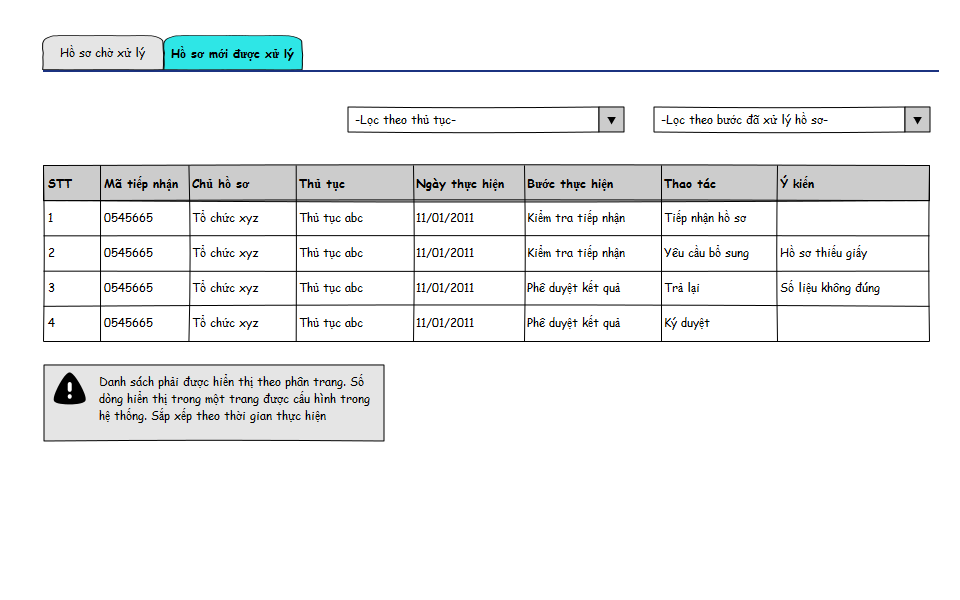 Hồ sơ chờ xử lý Hồ sơ mới được xử lý
-Lọc theo thủ tục- -Lọc theo bước đã xử lý hồ sơ-
STT Mã tiếp nhận Chủ hồ sơ Thủ tục Ngày thực hiện Bước thực hiện Thao tác Ý kiến
1 0545665 Tổ chức xyz Thủ tục abc 11/01/2011 Kiểm tra tiếp nhận Tiếp nhận hồ sơ
2 0545665 Tổ chức xyz Thủ tục abc 11/01/2011 Kiểm tra tiếp nhận Yêu cầu bổ sung Hồ sơ thiếu giấy
3 0545665 Tổ chức xyz Thủ tục abc 11/01/2011 Phê duyệt kết quả Trả lại Số liệu không đúng
4 0545665 Tổ chức xyz Thủ tục abc 11/01/2011 Phê duyệt kết quả Ký duyệt
Danh sách phải được hiển thị theo phân trang. Số
dòng hiển thị trong một trang được cấu hình trong
hệ thống. Sắp xếp theo thời gian thực hiện